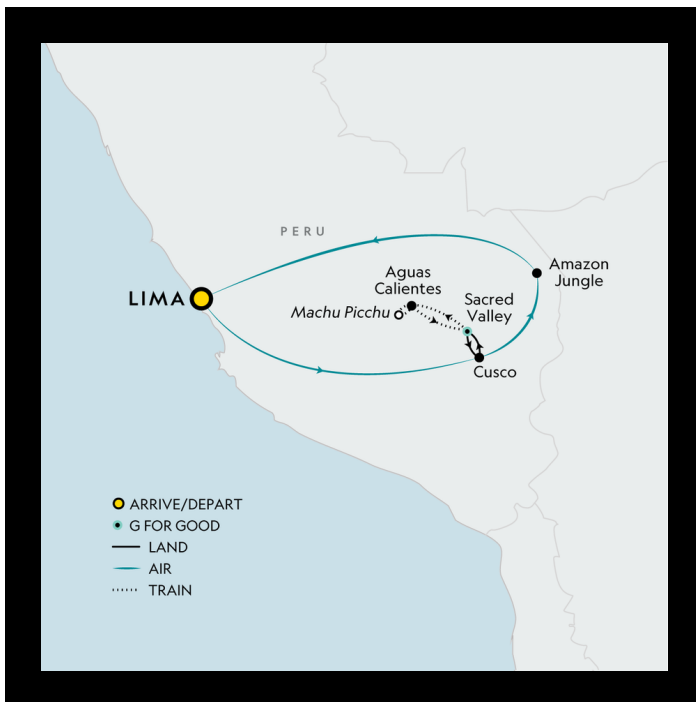 PERU
Amazon
Jungle
Aguas
Calientes
LIMA
Machu Picchu
Sacred
Valley
Cusco
ARRIVE/DEPART
G FOR GOOD
LAND
AIR
TRAIN